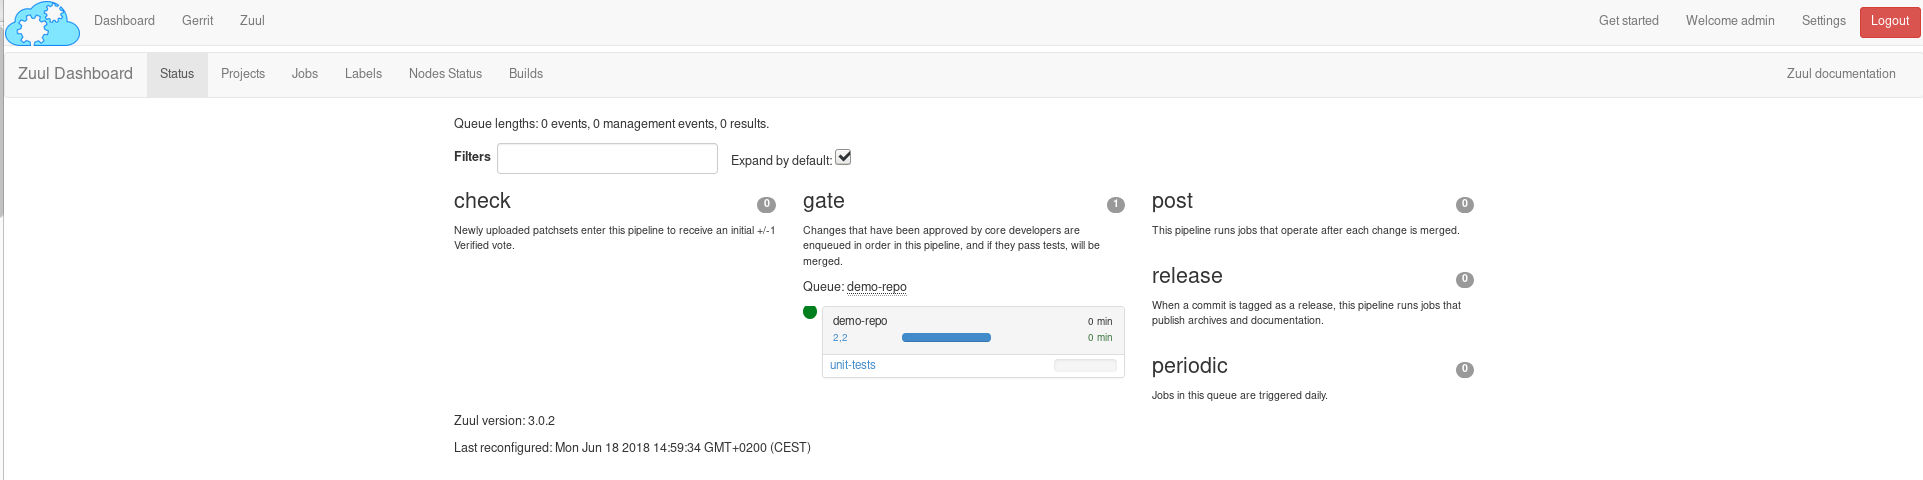 Dashboard Gerrit Zuul Get started Welcome admin Settings Logout
Zuul Dashboard Status Projects Jobs Labels Nodes Status Builds Zuul documentation
Queue lengths: 0 events, 0 management events, 0 results.
Filters Expand by default:
check 0
Newly uploaded patchsets enter this pipeline to receive an initial +/-1
Verified vote.
gate 1
Changes that have been approved by core developers are
enqueued in order in this pipeline, and if they pass tests, will be
merged.
Queue: demo-repo
demo-repo 0 min
2,2 0 min
unit-tests
post 0
This pipeline runs jobs that operate after each change is merged.
release 0
When a commit is tagged as a release, this pipeline runs jobs that
publish archives and documentation.
periodic 0
Jobs in this queue are triggered daily.
Zuul version: 3.0.2
Last reconfigured: Mon Jun 18 2018 14:59:34 GMT+0200 (CEST)